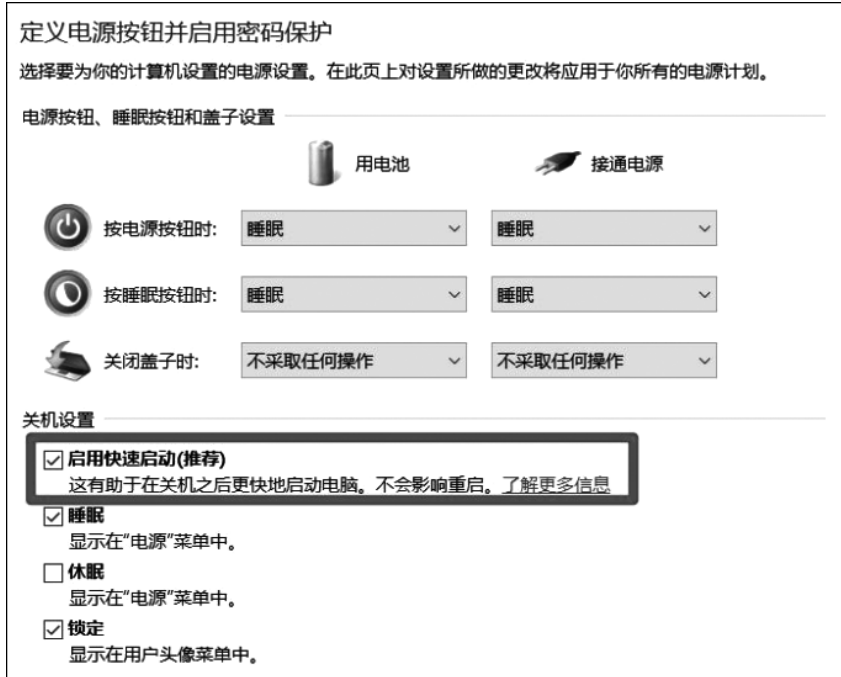 定义电源按钮并启用密码保护
选择要为你的计算机设置的电源设置。在此页上对设置所做的更改将应用于你所有的电源计划。
电源按钮、睡眠按钮和盖子设置
用电池 接通电源
按电源按钮时: 睡眠 睡眠
按睡眠按钮时: 睡眠 睡眠
关闭盖子时: 不采取任何操作 不采取任何操作
关机设置
启用快速启动(推荐)
这有助于在关机之后更快地启动电脑。不会影响重启。了解更多信息
睡眠
显示在"电源"菜单中。
休眠
显示在"电源"菜单中。
锁定
显示在用户头像菜单中。